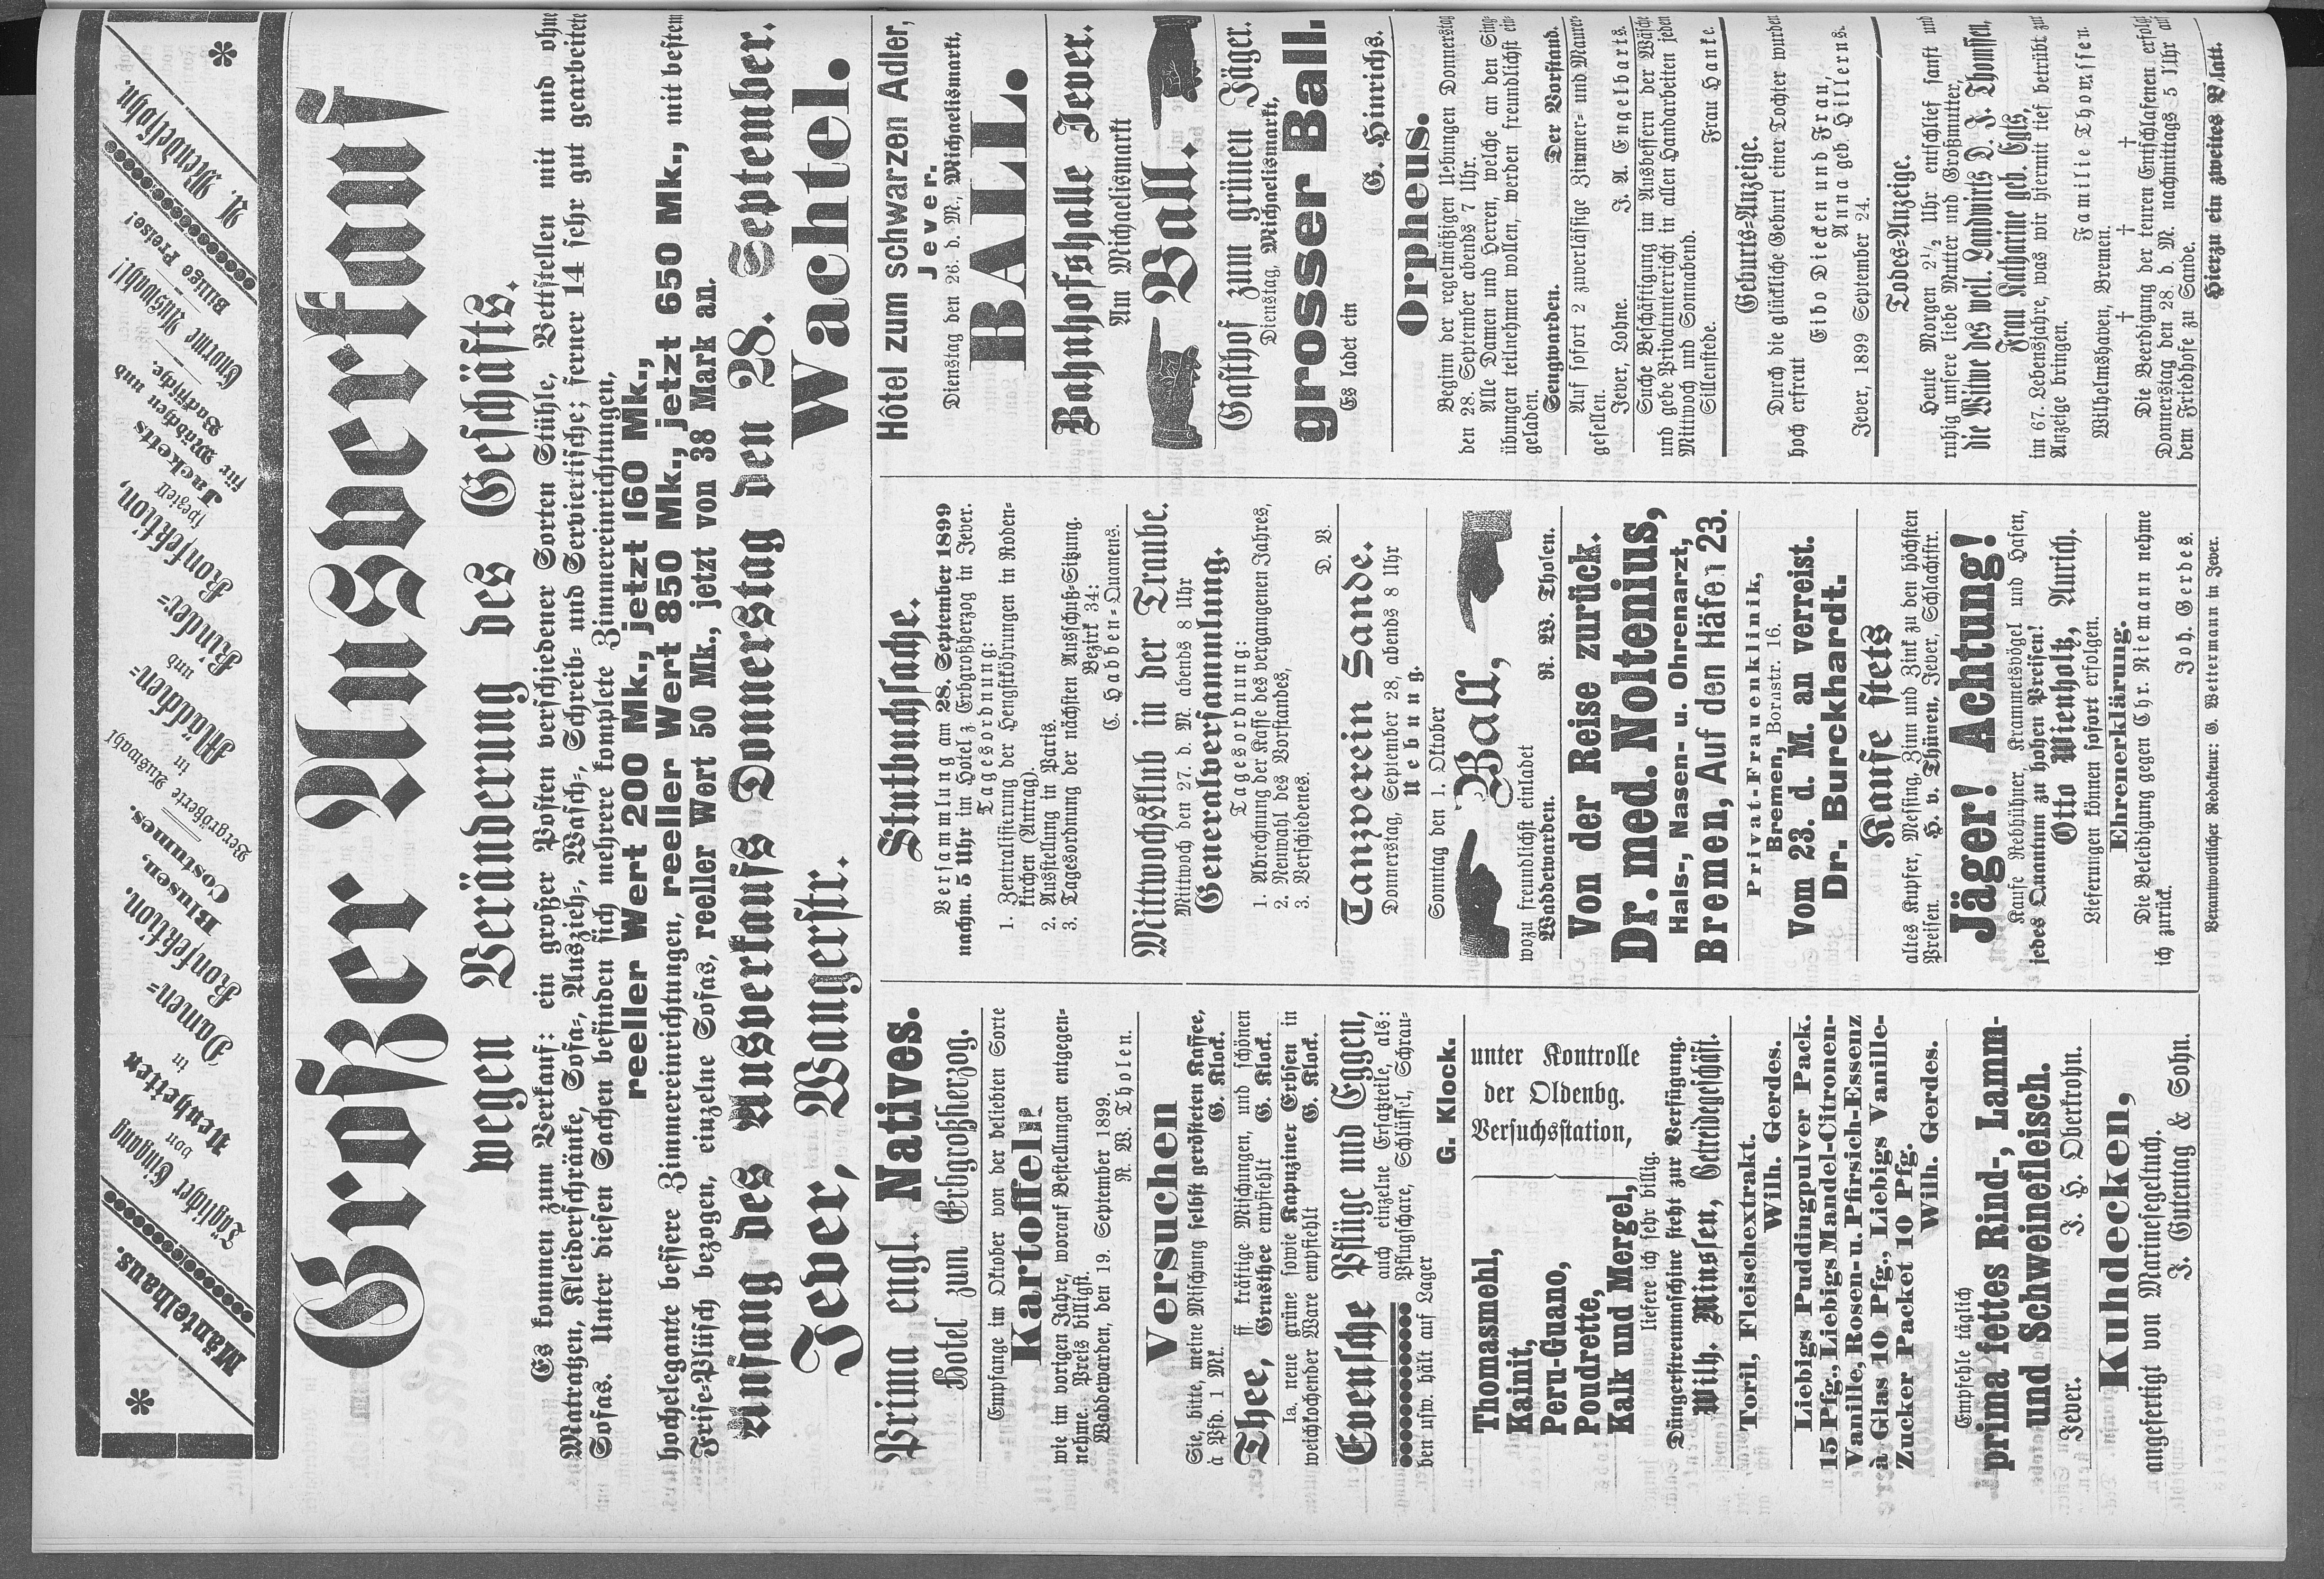 Mäntelhaus.
Täglicher Eingang
von
Neuheiten
in
Damen-
Konfektion.
Blusen,
Costumes.
Vergrößerte Auswahl
in
Mädchen-
und
Kinder-
Konfektion,
speziell
Jacketts
für Mädchen und
Backfische.
Enorme Auswahl!!
Billige Preise!
A. Mendelsohn.
Großer Ausverkauf
wegen Veränderung des Geschäfts.
Es kommen zum Verkauf: ein großer Posten verschiedener Sorten Stühle, Bettstellen mit und ohne
Matratzen, Kleiderschränke, Sofa-, Auszieh-, Wasch-, Schreib- und Serviertische; ferner 14 sehr gut gearbeitete
Sofas. Unter diesen Sachen befinden sich mehrere komplete Zimmereinrichtungen,
reeller Wert 200 Mk., jetzt 160 Mk.,
hochelegante bessere Zimmereinrichtungen, reeller Wert 850 Mk., jetzt 650 Mk., mit bestem
Frise-Plüsch bezogen, einzelne Sofas, reeller Wert 50 Mk., jetzt von 38 Mark an.
Anfang des Ausverkaufs Donnerstag den 28. September.
Jever, Wangerstr.
Wachtel.
Prima engl. Natives.
Hotel zum Erbgroßherzog.
Empfange im Oktober von der beliebten Sorte
Kartoffeln
wie im vorigen Jahre, worauf Bestellungen entgegen-
nehme. Preis billigst.
Waddewarden, den 19. September 1899.
R. W. Tholen.
Versuchen
Sie, bitte, meine Mischung selbst gerösteten Kaffee,
à Pfd. 1 Mk. G. Klock.
Thee, ff. kräftige Mischungen, und schönen
Grusthee empfiehlt G. Klock.
Ia. neue grüne sowie Kapuziner Erbsen in
weichkochender Ware empfiehlt G. Klock.
Evensche Pflüge und Eggen,
auch einzelne Ersatzteile, als:
Pflugschare, Schlüssel, Schrau-
ben usw. hält auf Lager
G. Klock.
Thomasmehl,
Kainit,
Peru-Guano,
Poudrette,
Kalk und Mergel,
unter Kontrolle
der Oldenbg.
Versuchsstation,
liefere ich sehr billig.
Düngerstreumaschine steht zur Verfügung.
Wilh. Minssen, Getreidegeschäft.
Toril, Fleischextrakt.
Wilh. Gerdes.
Liebigs Puddingpulver Pack.
15 Pfg., Liebigs Mandel-Citronen-
Vanille, Rosen- u. Pfirsich-Essenz
à Glas 10 Pfg., Liebigs Vanille-
Zucker Packet 10 Pfg.
Wilh. Gerdes.
Empfehle täglich
prima fettes Rind-, Lamm-
und Schweinefleisch.
Jever. J. H. Oberkrohn.
Kuhdecken,
angefertigt von Marinesegeltuch.
J. Gutentag & Sohn.
Stutbuchsache.
Versammlung am 28. September 1899
nachm. 5 Uhr im Hotel z. Erbgroßherzog in Jever.
Tagesordnung:
1. Zentralisierung der Hengstköhrungen in Roden-
kirchen (Antrag).
2. Ausstellung in Paris.
3. Tagesordnung der nächsten Ausschuß-Sitzung.
Bezirk 34:
C. Habben-Quanens.
Mittwochsklub in der Traube.
Mittwoch den 27. d. M. abends 8 Uhr
Generalversammlung.
Tagesordnung:
1. Abrechnung der Kasse des vergangenen Jahres,
2. Neuwahl des Vorstandes,
3. Verschiedenes.
D. V.
Tanzverein Sande.
Donnerstag, September 28, abends 8 Uhr
Uebung.
Sonntag den 1. Oktober
Ball,
wozu freundlichst einladet
Waddewarden. R. W. Tholen.
Von der Reise zurück.
Dr. med. Noltenius,
Hals-, Nasen- u. Ohrenarzt,
Bremen, Auf den Häfen 23.
Privat-Frauenklinik,
Bremen, Bornstr. 16.
Vom 23. d. M. an verreist.
Dr. Burckhardt.
Kaufe stets
altes Kupfer, Messing, Zinn und Zink zu den höchsten
Preisen. H. v. Thünen, Jever, Schlachtstr.
Jäger! Achtung!
Kaufe Rebhühner, Krammetsvögel und Hasen,
jedes Quantum zu hohen Preisen!
Otto Wienholtz, Aurich.
Lieferungen können sofort erfolgen.
Ehrenerklärung.
Die Beleidigung gegen Chr. Niemann nehme
ich zurück. Joh. Gerdes.
Hôtel zum schwarzen Adler,
Jever.
Dienstag den 26. d. M., Michaelismarkt,
BALL.
Bahnhofshalle Jever.
Am Michaelismarkt
Ball.
Gasthof zum grünen Jäger.
Dienstag, Michaelismarkt,
grosser Ball.
Es ladet ein G. Hinrichs.
Orpheus.
Beginn der regelmäßigen Uebungen Donnerstag
den 28. September abends 7 Uhr.
Alle Damen und Herren, welche an den Sing-
übungen teilnehmen wollen, werden freundlichst ein-
geladen.
Sengwarden. Der Vorstand.
Auf sofort 2 zuverlässige Zimmer- und Maurer-
gesellen.
Jever, Lohne. J. A. Engelbarts.
Suche Beschäftigung im Ausbessern der Wäsche
und gebe Privatunterricht in allen Handarbeiten jeden
Mittwoch und Sonnabend.
Sillenstede. Frau Hanke.
Geburts-Anzeige.
Durch die glückliche Geburt einer Tochter wurden
hoch erfreut
Eibo Diecken und Frau,
Anna geb. Hillerns.
Jever, 1899 September 24.
Todes-Anzeige.
Heute Morgen 2½ Uhr entschlief sanft und
ruhig unsere liebe Mutter und Großmutter,
die Witwe des weil. Landwirts D. J. Thomssen,
Frau Katharine geb. Egts,
im 67. Lebensjahre, was wir hiermit tief betrübt zur
Anzeige bringen.
Familie Thomssen
Wilhelmshaven, Bremen.
† † † †
Die Beerdigung der teuren Entschlafenen erfolgt
Donnerstag den 28. d. M. nachmittags 5 Uhr auf
dem Friedhofe zu Sande.
Verantwortlicher Redakteur: G. Wettermann in Jever.
Hierzu ein zweites Blatt.